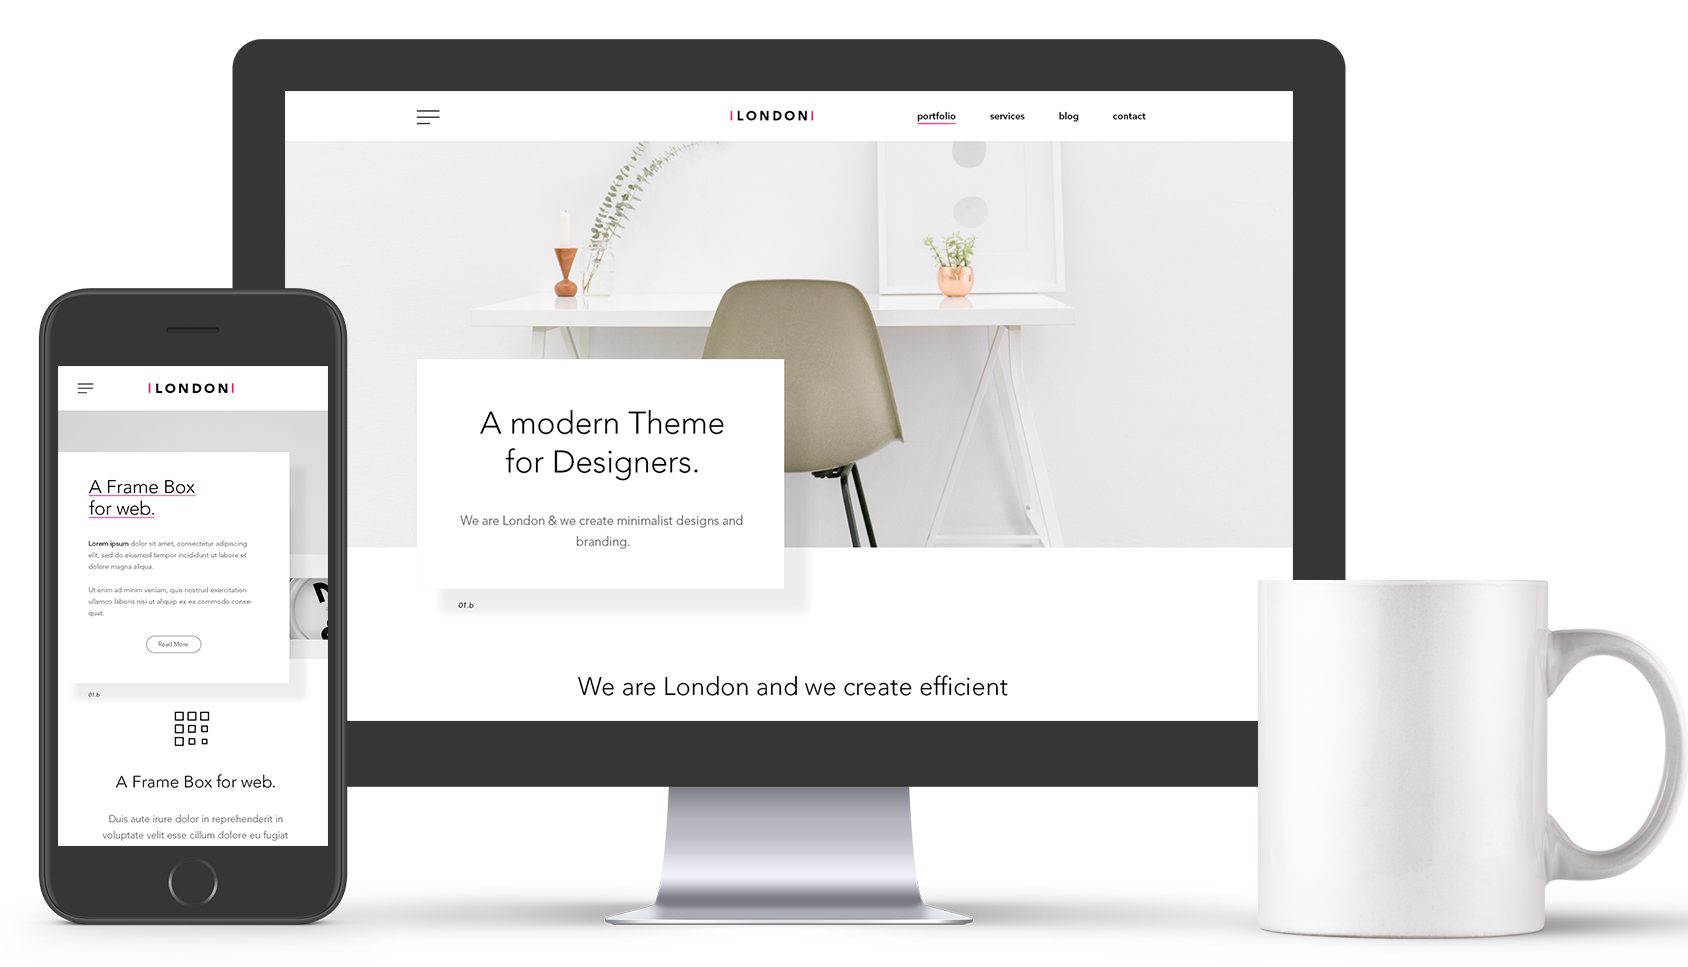 LONDON
portfolio services blog contact
A modern Theme
for Designers.
We are London & we create minimalist designs and
branding.
01.b
We are London and we create efficient
LONDON
A Frame Box
for web.
Lorem ipsum dolor sit amet, consectetur adipiscing
elit, sed do eiusmod tempor incididunt ut labore et
dolore magna aliqua.
Ut enim ad minim veniam, quis nostrud exercitation
ullamco laboris nisi ut aliquip ex ea commodo conse-
quat.
Read More
01.b
A Frame Box for web.
Duis aute irure dolor in reprehenderit in
voluptate velit esse cillum dolore eu fugiat